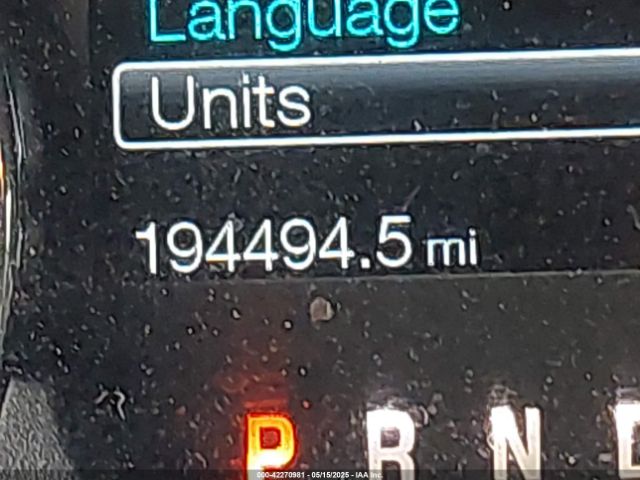 Language
Units
194494.5 mi
P R N
000-42270981 - 05/15/2025 - IAA Inc.